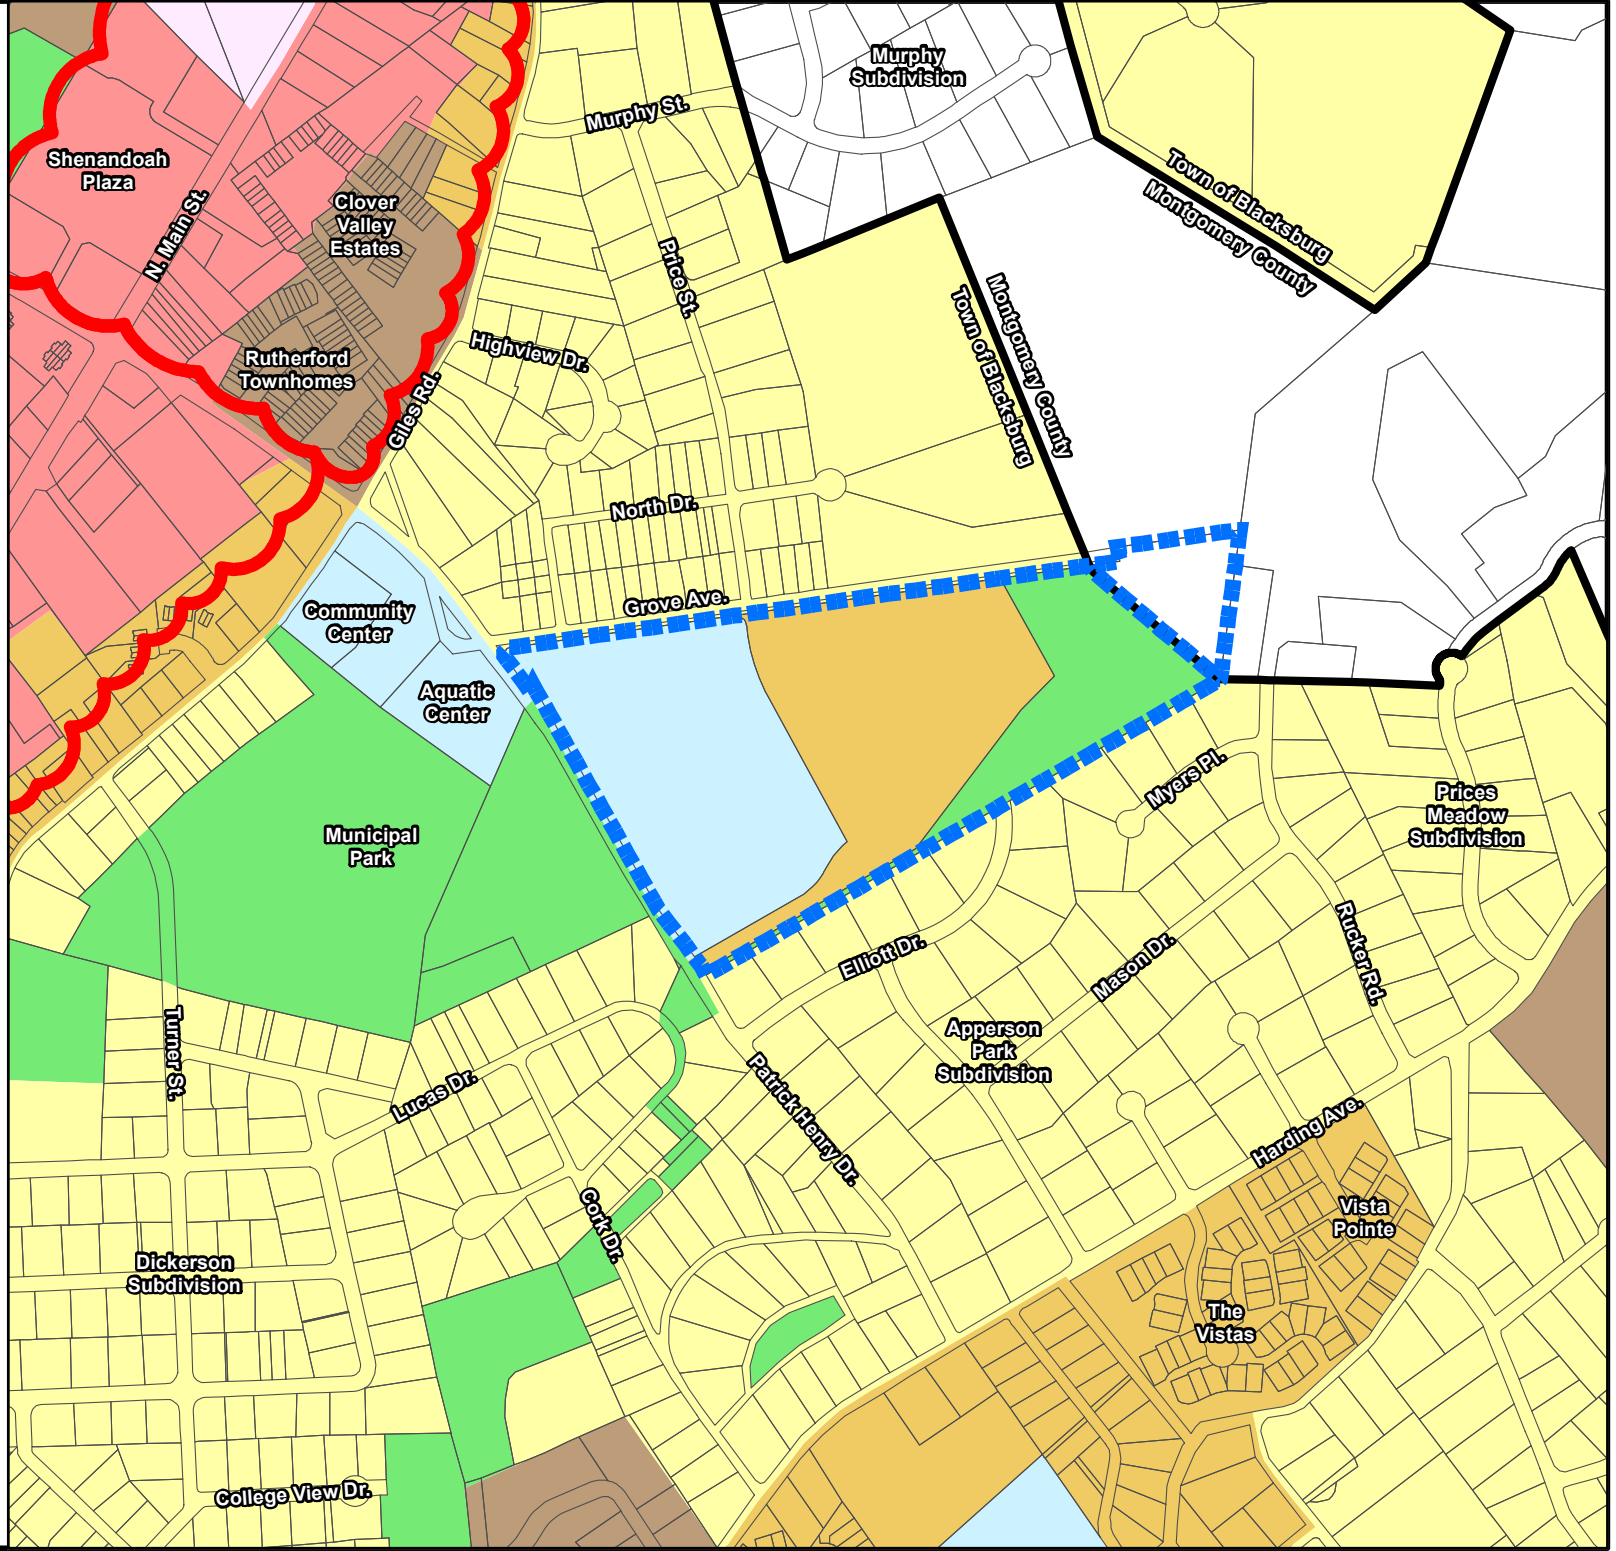 Murphy
Subdivision
Murphy St.
Shenandoah
Plaza
Town of Blacksburg
Montgomery County
Clover
Valley
Estates
N. Main St.
Price St.
Montgomery County
Town of Blacksburg
Highview Dr.
Rutherford
Townhomes
Giles Rd.
North Dr.
Grove Ave.
Community
Center
Aquatic
Center
Myers Pl.
Prices
Meadow
Subdivision
Municipal
Park
Elliott Dr.
Mason Dr.
Rucker Rd.
Turner St.
Apperson
Park
Subdivision
Lucas Dr.
Patrick Henry Dr.
Harding Ave.
Cork Dr.
Vista
Pointe
Dickerson
Subdivision
The
Vistas
College View Dr.